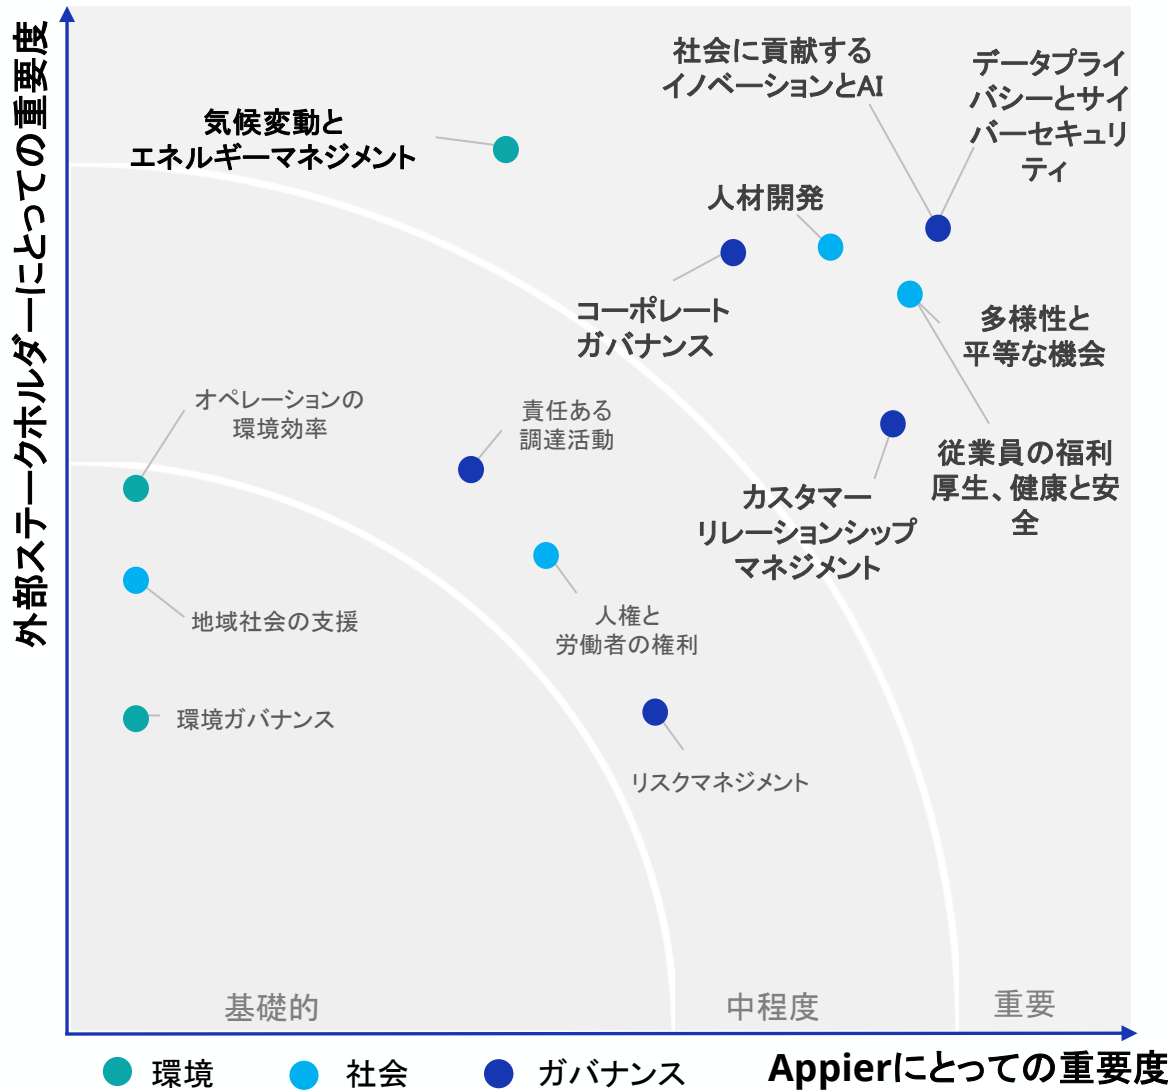 外部ステークホルダーにとっての重要度
社会に貢献する
イノベーションとAI
データプライ
バシーとサイ
バーセキュリ
ティ
気候変動と
エネルギーマネジメント
人材開発
コーポレート
ガバナンス
多様性と
平等な機会
オペレーションの
環境効率
責任ある
調達活動
従業員の福利
厚生、健康と安
全
カスタマー
リレーションシップ
マネジメント
地域社会の支援
人権と
労働者の権利
環境ガバナンス
リスクマネジメント
基礎的
中程度
重要
環境
社会
ガバナンス
Appierにとっての重要度